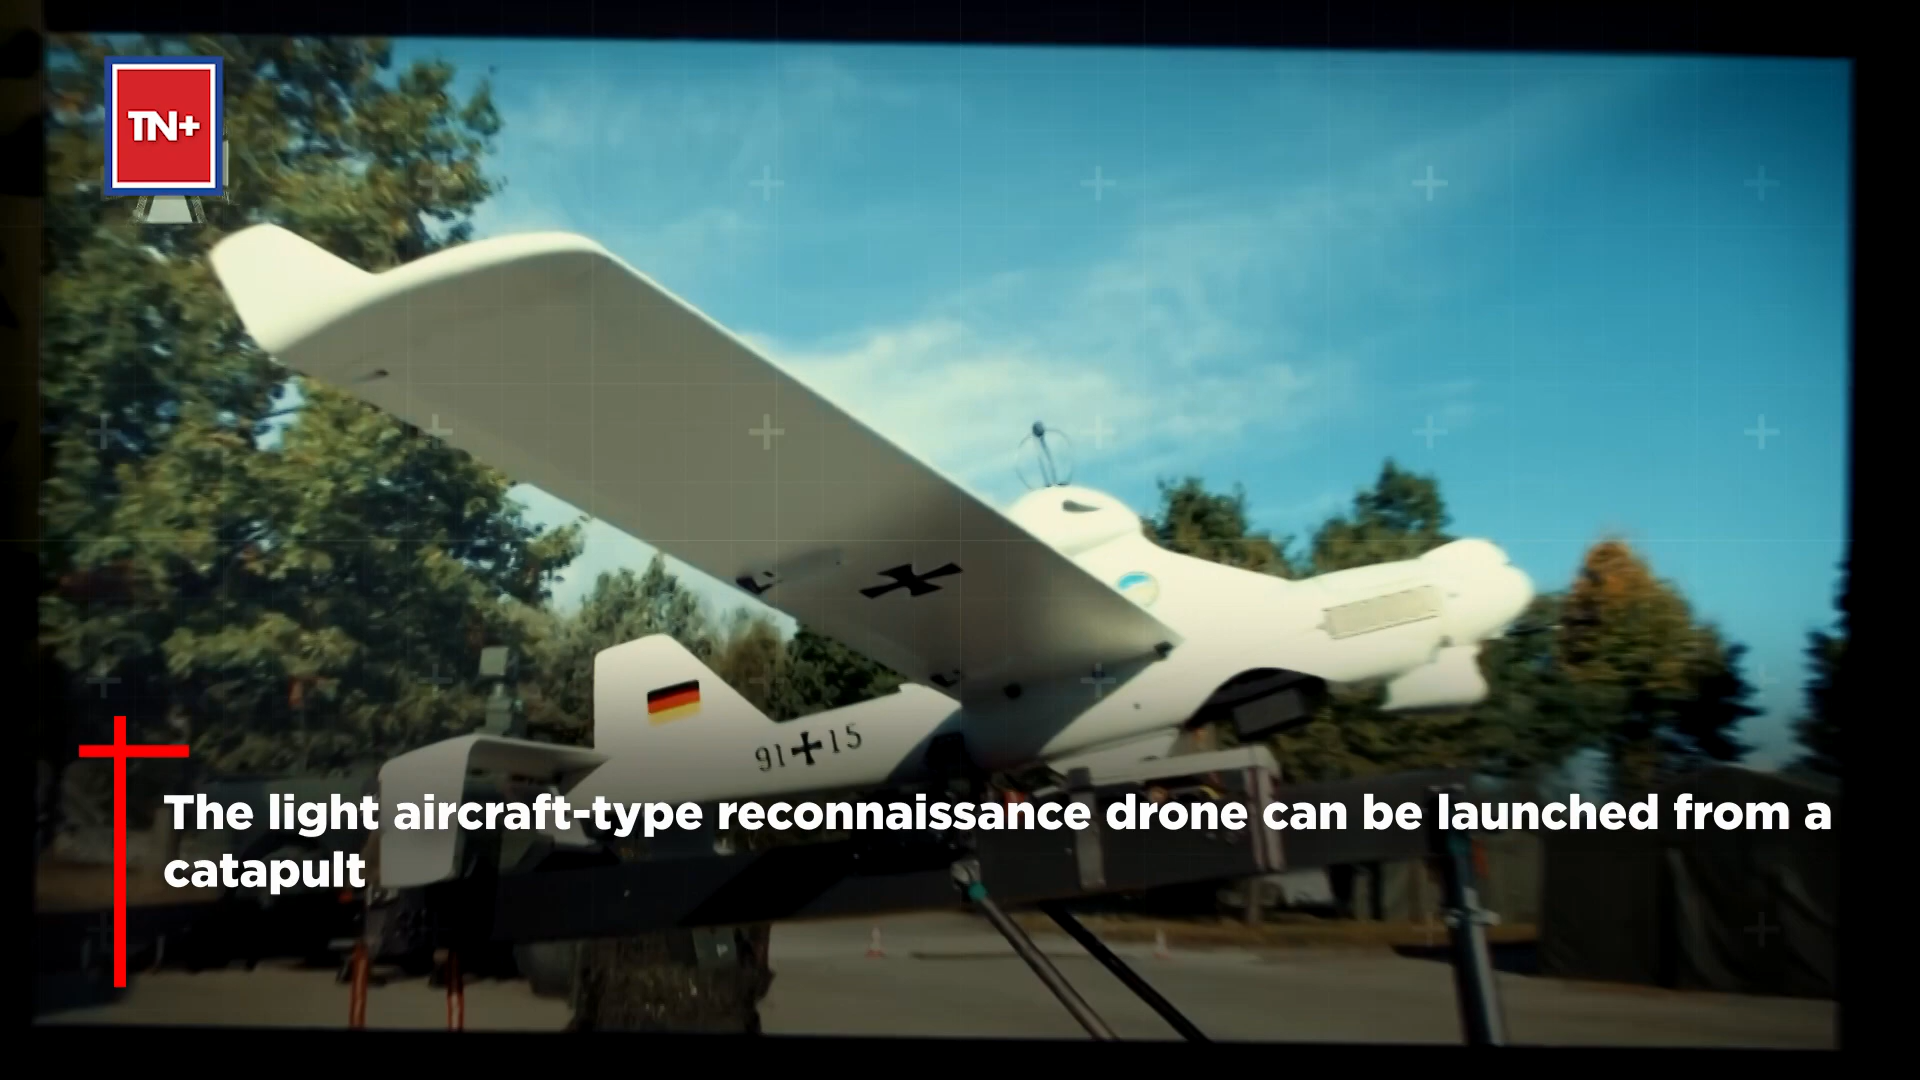 TN+
91 15
The light aircraft-type reconnaissance drone can be launched from a
catapult